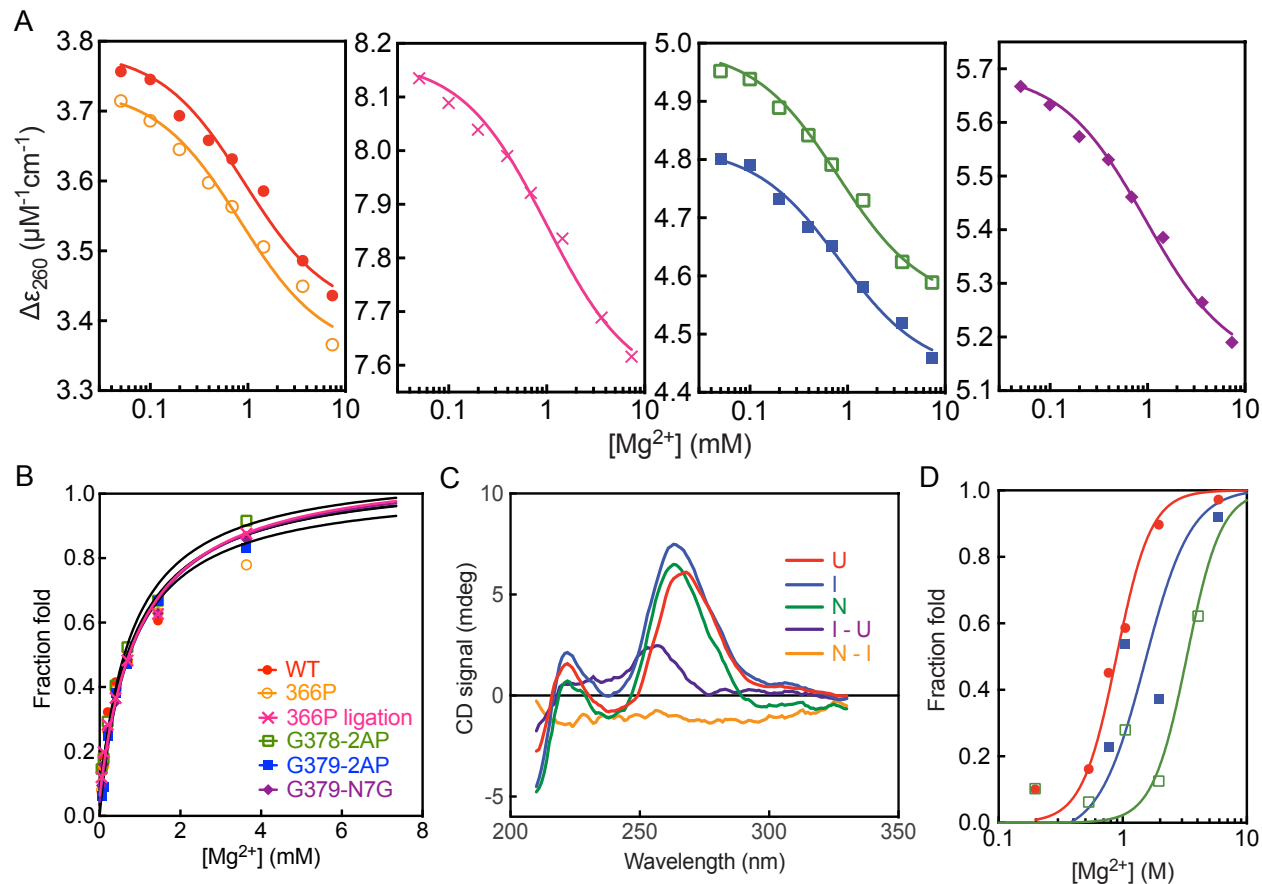 A
Δε260 (μM-1cm-1)
3.8
3.7
3.6
3.5
3.4
3.3
0.1
1
10
8.2
8.1
8.0
7.9
7.8
7.7
7.6
0.1
1
10
5.0
4.9
4.8
4.7
4.6
4.5
4.4
0.1
1
10
5.7
5.6
5.5
5.4
5.3
5.2
5.1
0.1
1
10
[Mg2+] (mM)
B
Fraction fold
1.0
0.8
0.6
0.4
0.2
0.0
0
2
4
6
8
[Mg2+] (mM)
WT
366P
366P ligation
G378-2AP
G379-2AP
G379-N7G
C
CD signal (mdeg)
10
5
0
-5
200
250
300
350
Wavelength (nm)
U
I
N
I - U
N - I
D
Fraction fold
1.0
0.8
0.6
0.4
0.2
0.0
0.1
1
10
[Mg2+] (M)